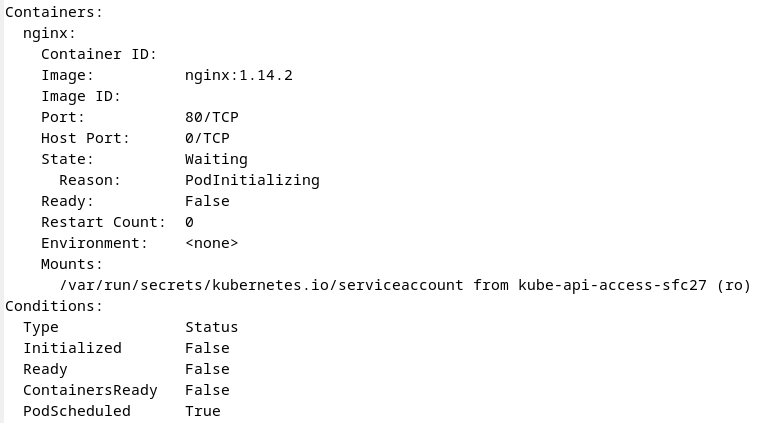 Containers:
  nginx:
    Container ID:
    Image:          nginx:1.14.2
    Image ID:
    Port:           80/TCP
    Host Port:      0/TCP
    State:          Waiting
      Reason:       PodInitializing
    Ready:          False
    Restart Count:  0
    Environment:    <none>
    Mounts:
      /var/run/secrets/kubernetes.io/serviceaccount from kube-api-access-sfc27 (ro)
Conditions:
  Type              Status
  Initialized       False
  Ready             False
  ContainersReady   False
  PodScheduled      True